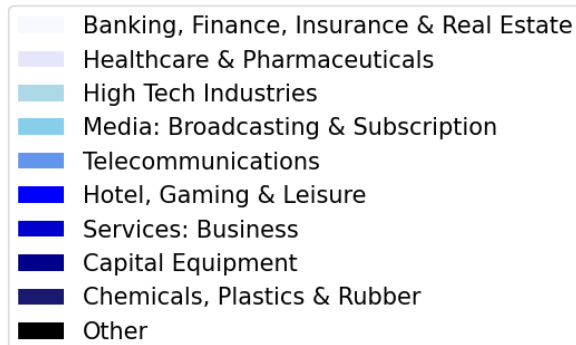 Banking, Finance, Insurance & Real Estate
Healthcare & Pharmaceuticals
High Tech Industries
Media: Broadcasting & Subscription
Telecommunications
Hotel, Gaming & Leisure
Services: Business
Capital Equipment
Chemicals, Plastics & Rubber
Other